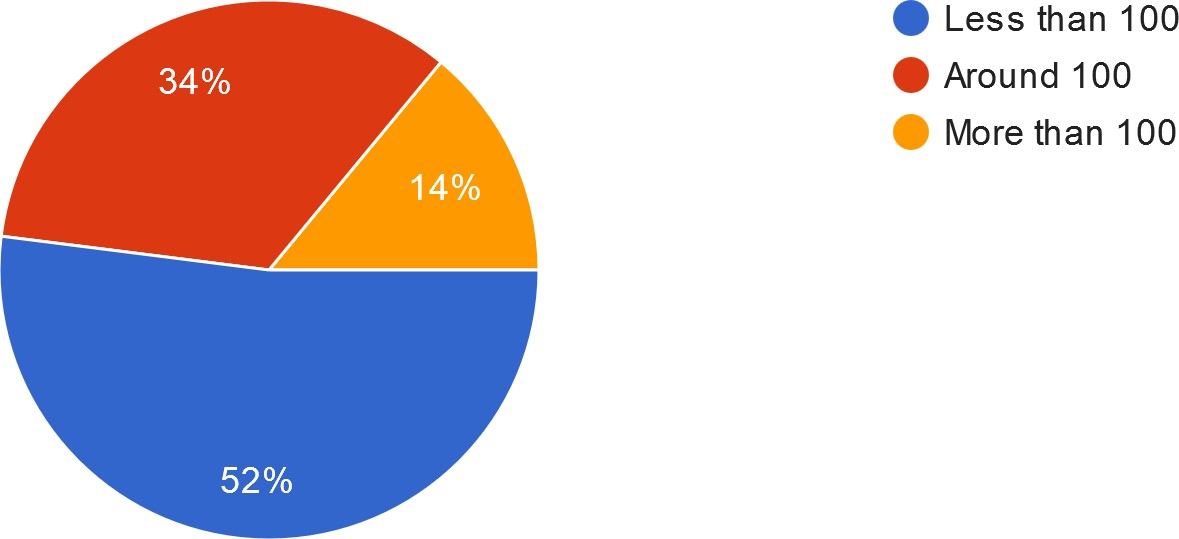 Less than 100
Around 100
More than 100
34%
14%
52%